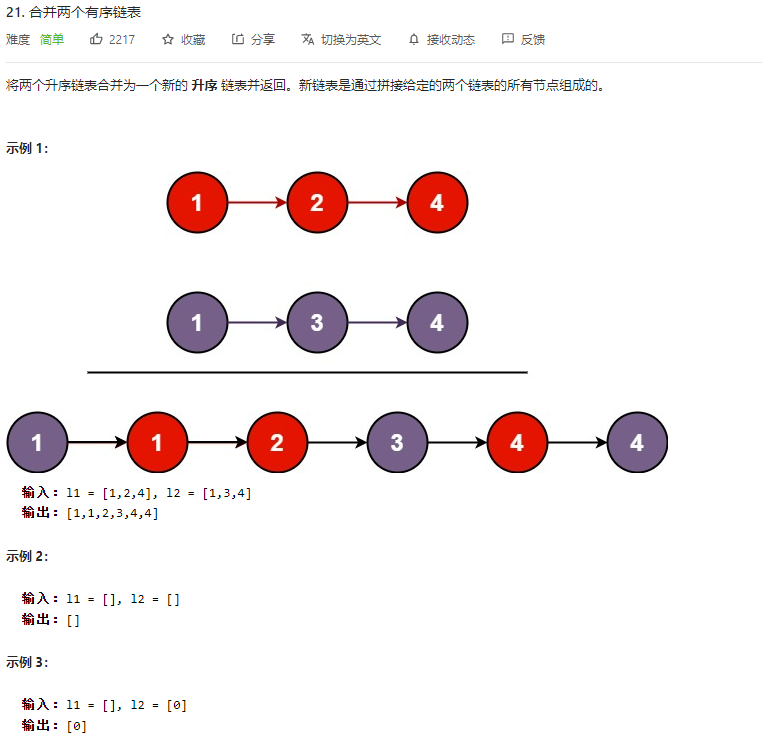 21. 合并两个有序链表
难度 简单 2217 收藏 分享 切换为英文 接收动态 反馈
将两个升序链表合并为一个新的 升序 链表并返回。新链表是通过拼接给定的两个链表的所有节点组成的。
示例 1：
1 2 4
1 3 4
1 1 2 3 4 4
输入：l1 = [1,2,4], l2 = [1,3,4]
输出：[1,1,2,3,4,4]
示例 2：
输入：l1 = [], l2 = []
输出：[]
示例 3：
输入：l1 = [], l2 = [0]
输出：[0]